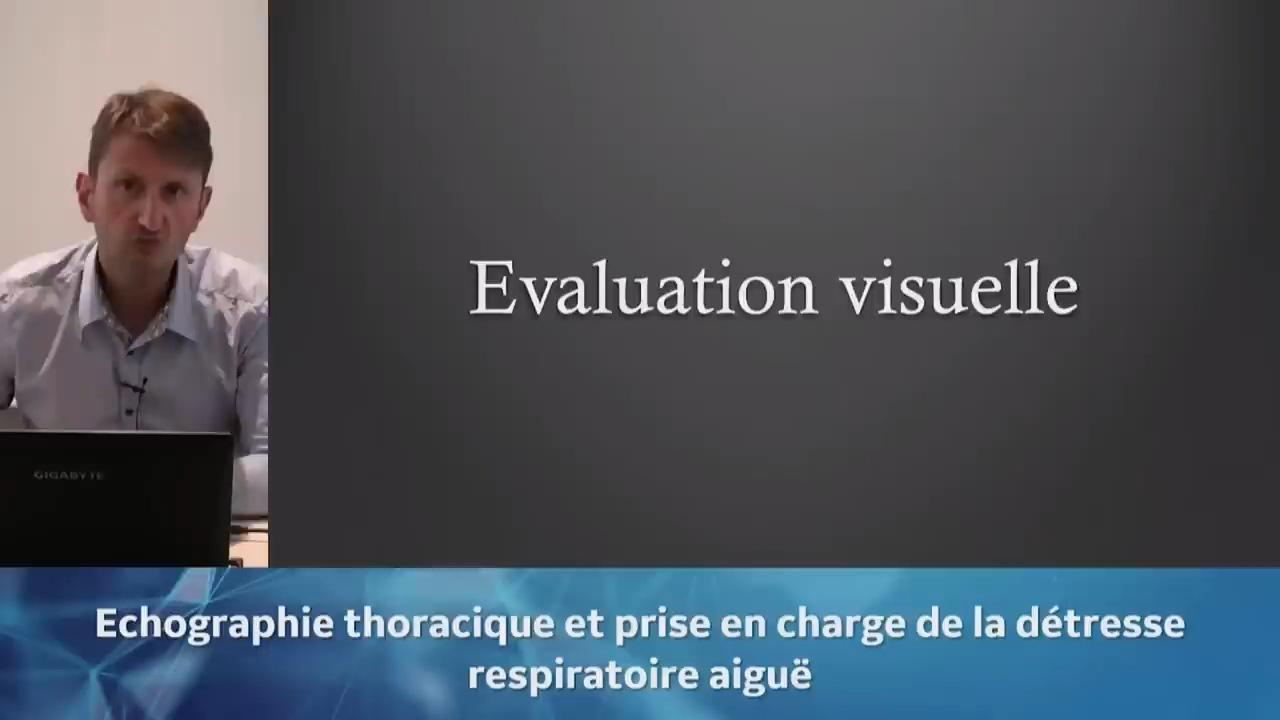 Evaluation visuelle
GIGABYTE
Echographie thoracique et prise en charge de la détresse
respiratoire aiguë